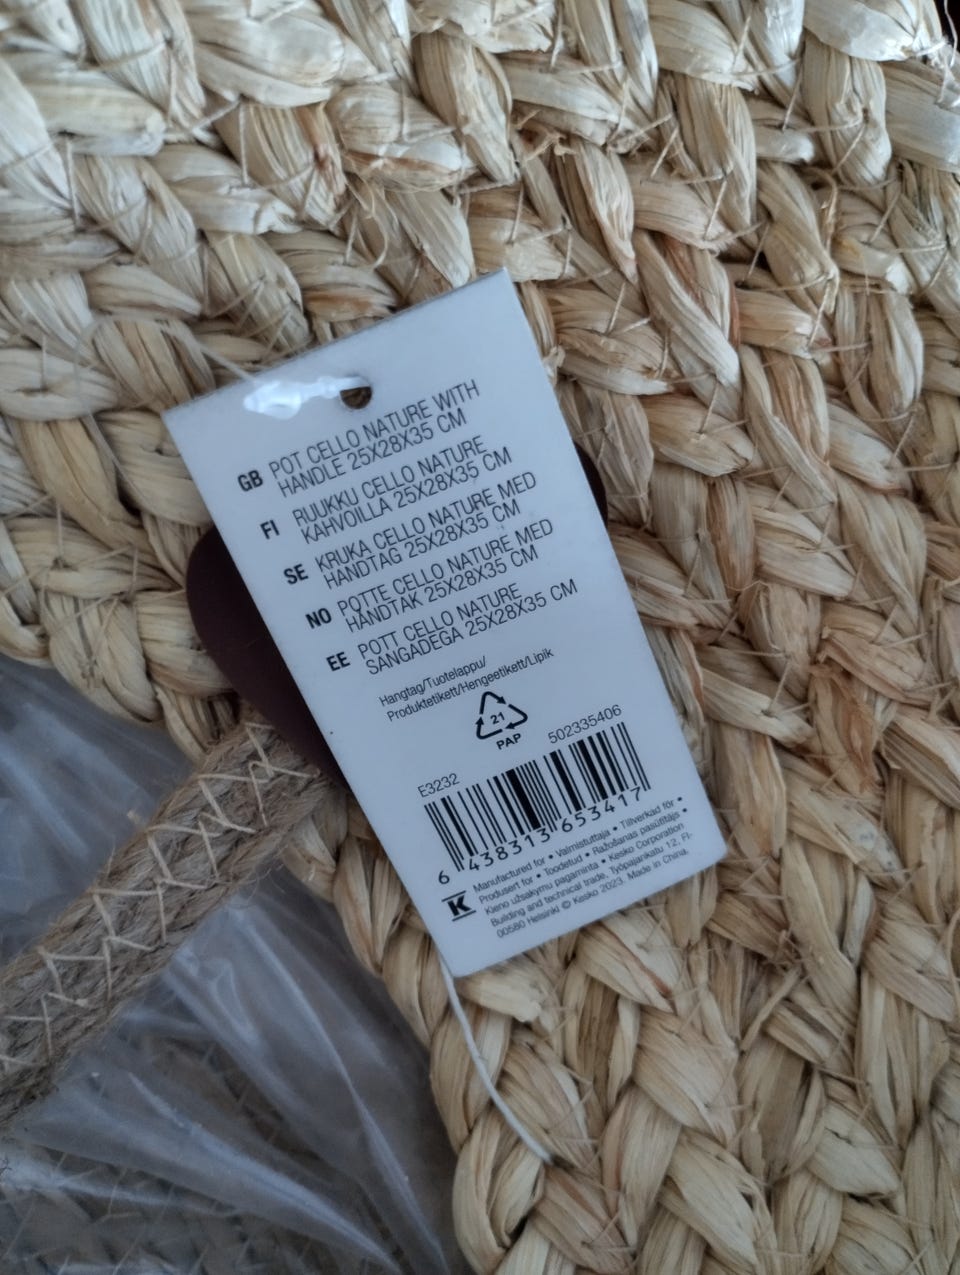 GB POT CELLO NATURE WITH
HANDLE 25X28X35 CM
FI RUUKKU CELLO NATURE
KAHVOILLA 25X28X35 CM
SE KRUKA CELLO NATURE MED
HANDTAG 25X28X35 CM
NO POTTE CELLO NATURE MED
HÅNDTAK 25X28X35 CM
EE POTT CELLO NATURE
SANGADEGA 25X28X35 CM
Hangtag/Tuotelappu/
Produktetikett/Hengeetikett/Lipik
21
PAP
E3232 502335406
6 438313 653417
K
Manufactured for • Valmistuttaja • Tillverkad för •
Produsert for • Toodetud • Ražošanas pasūtītājs •
Kieno užsakymu pagaminta • Kesko Corporation
Building and technical trade, Työpajankatu 12, FI-
00580 Helsinki © Kesko 2023. Made in China.